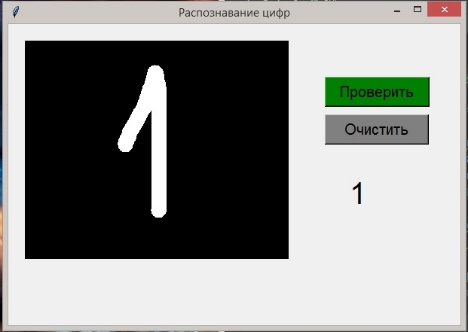 Распознавание цифр
1
Проверить
Очистить
1